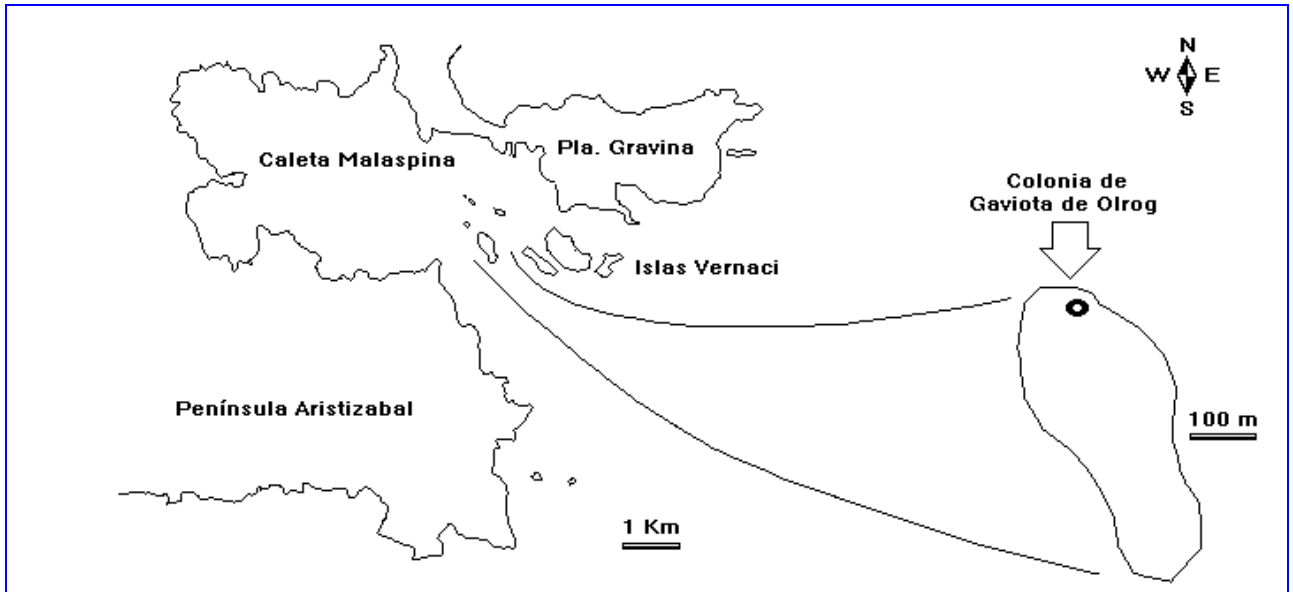 N
W E
S
Caleta Malaspina
Pla. Gravina
Colonia de
Gaviota de Olrog
Islas Vernaci
Península Aristizabal
100 m
1 Km